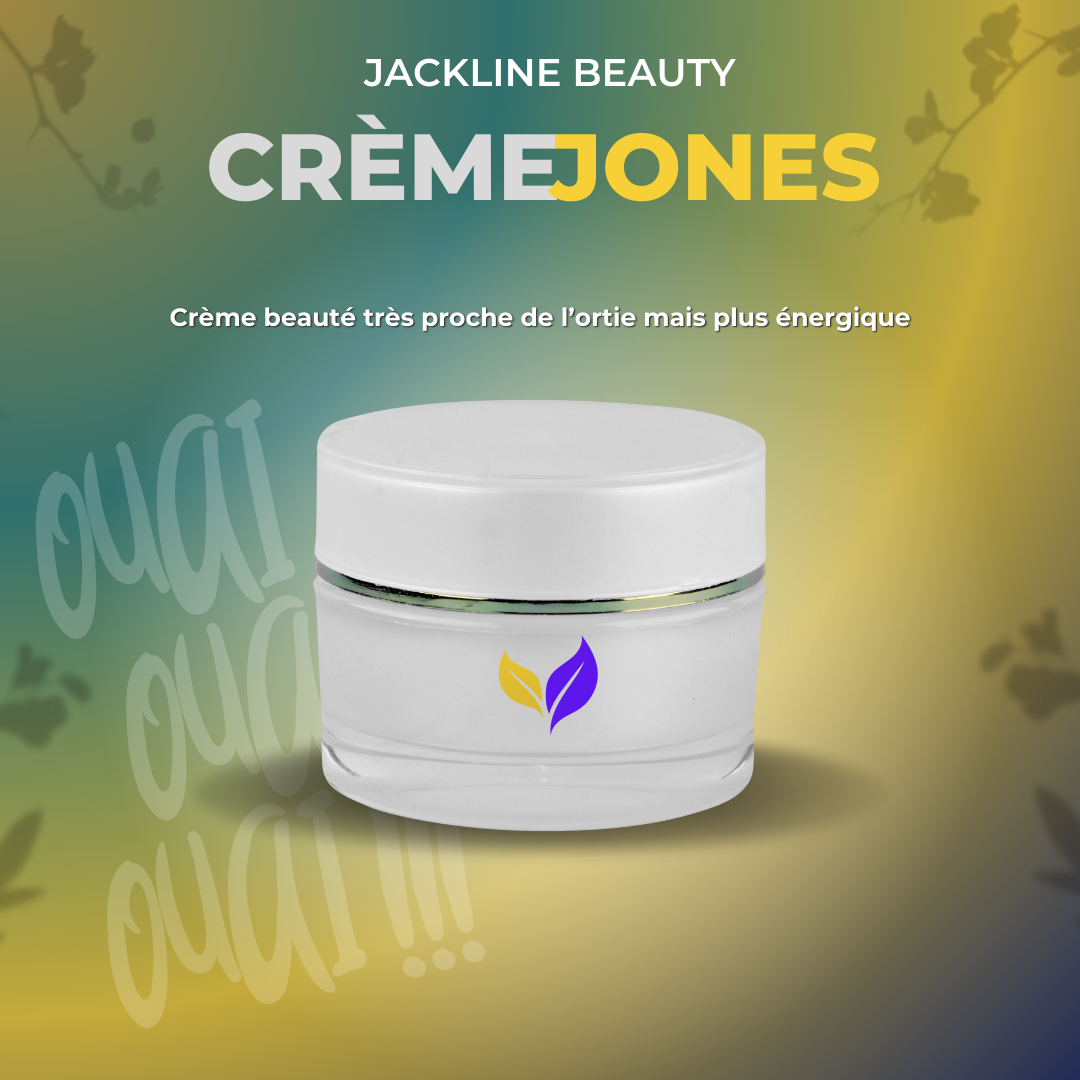 JACKLINE BEAUTY
CRÈMEJONES
Crème beauté très proche de l’ortie mais plus énergique
OUAI
OUAI
OUAI !!!